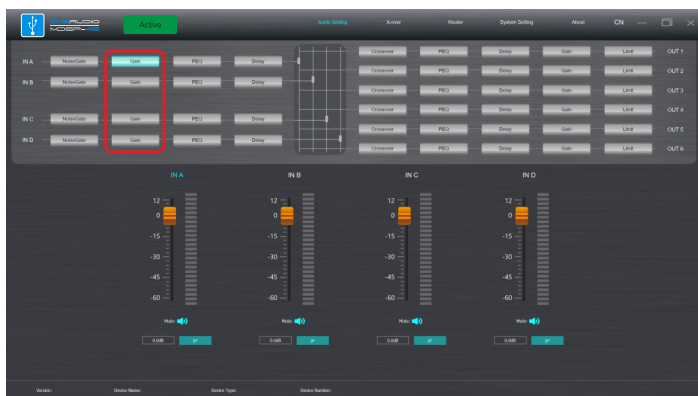 Active Audio Setting X-over Router System Setting About CN
Crossover PEQ Delay Gain Limit OUT 1
IN A NoiseGate Gain PEQ Delay
Crossover PEQ Delay Gain Limit OUT 2
IN B NoiseGate Gain PEQ Delay
Crossover PEQ Delay Gain Limit OUT 3
Crossover PEQ Delay Gain Limit OUT 4
IN C NoiseGate Gain PEQ Delay
Crossover PEQ Delay Gain Limit OUT 5
IN D NoiseGate Gain PEQ Delay
Crossover PEQ Delay Gain Limit OUT 6
IN A IN B IN C IN D
12 12 12 12
0 0 0 0
-15 -15 -15 -15
-30 -30 -30 -30
-45 -45 -45 -45
-60 -60 -60 -60
Mute: Mute: Mute: Mute:
0.0dB 0° 0.0dB 0° 0.0dB 0° 0.0dB 0°
Version: Device Name: Device Type: Device Number: